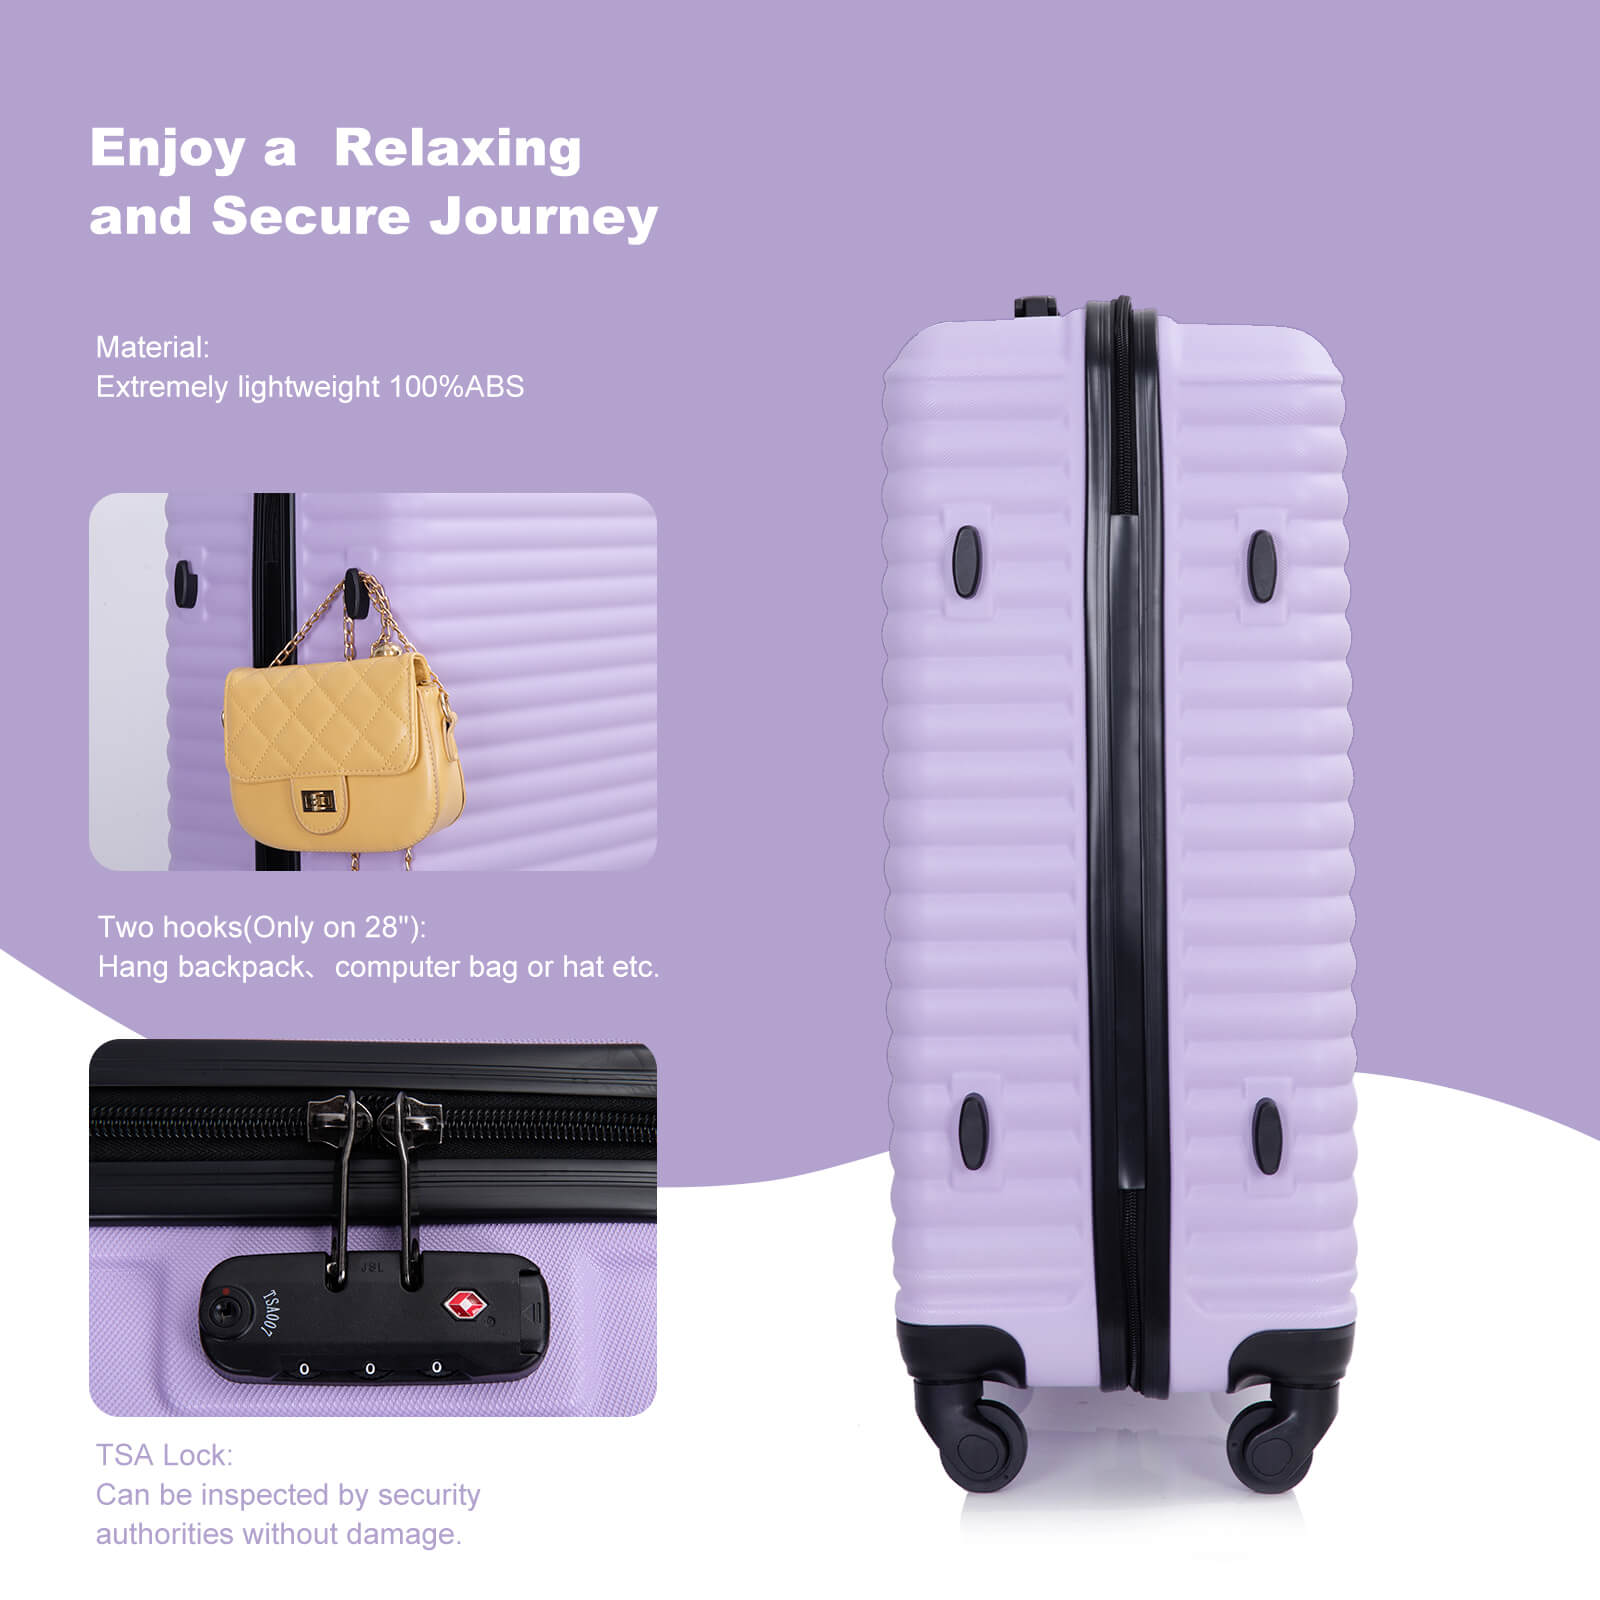 Enjoy a  Relaxing
and Secure Journey
Material:
Extremely lightweight 100%ABS
Two hooks(Only on 28"):
Hang backpack、computer bag or hat etc.
JSL
TSA007
0 0 0
TSA Lock:
Can be inspected by security
authorities without damage.